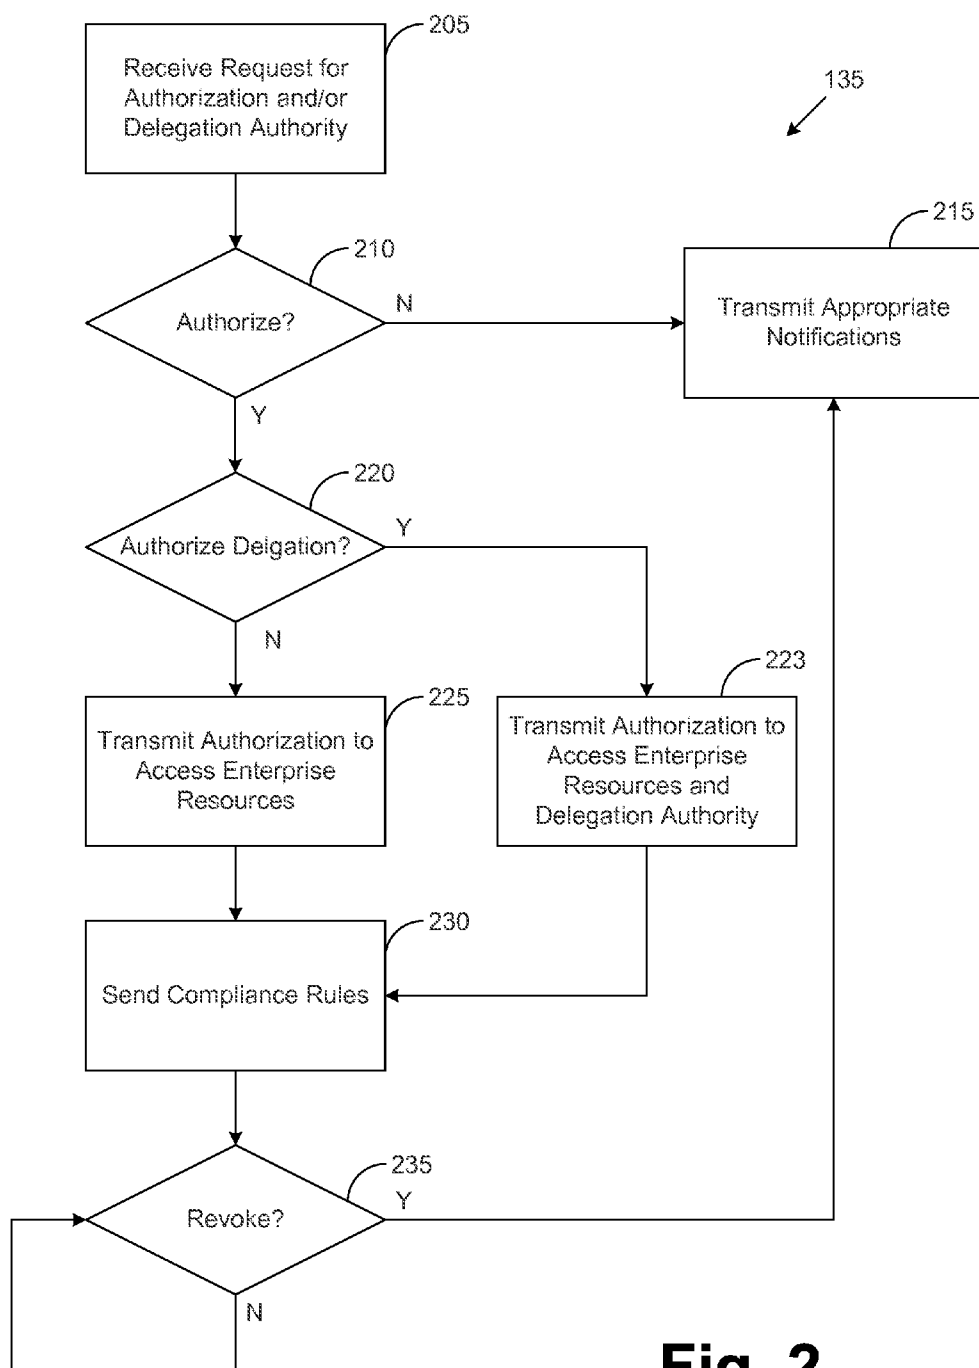 205
Receive Request for
Authorization and/or
Delegation Authority
135
215
210
N
Authorize?
Transmit Appropriate
Notifications
Y
220
Y
Authorize Delgation?
N
223
225
Transmit Authorization to
Access Enterprise
Resources
Transmit Authorization to
Access Enterprise
Resources and
Delegation Authority
230
Send Compliance Rules
235
Y
Revoke?
N
Fig. 2